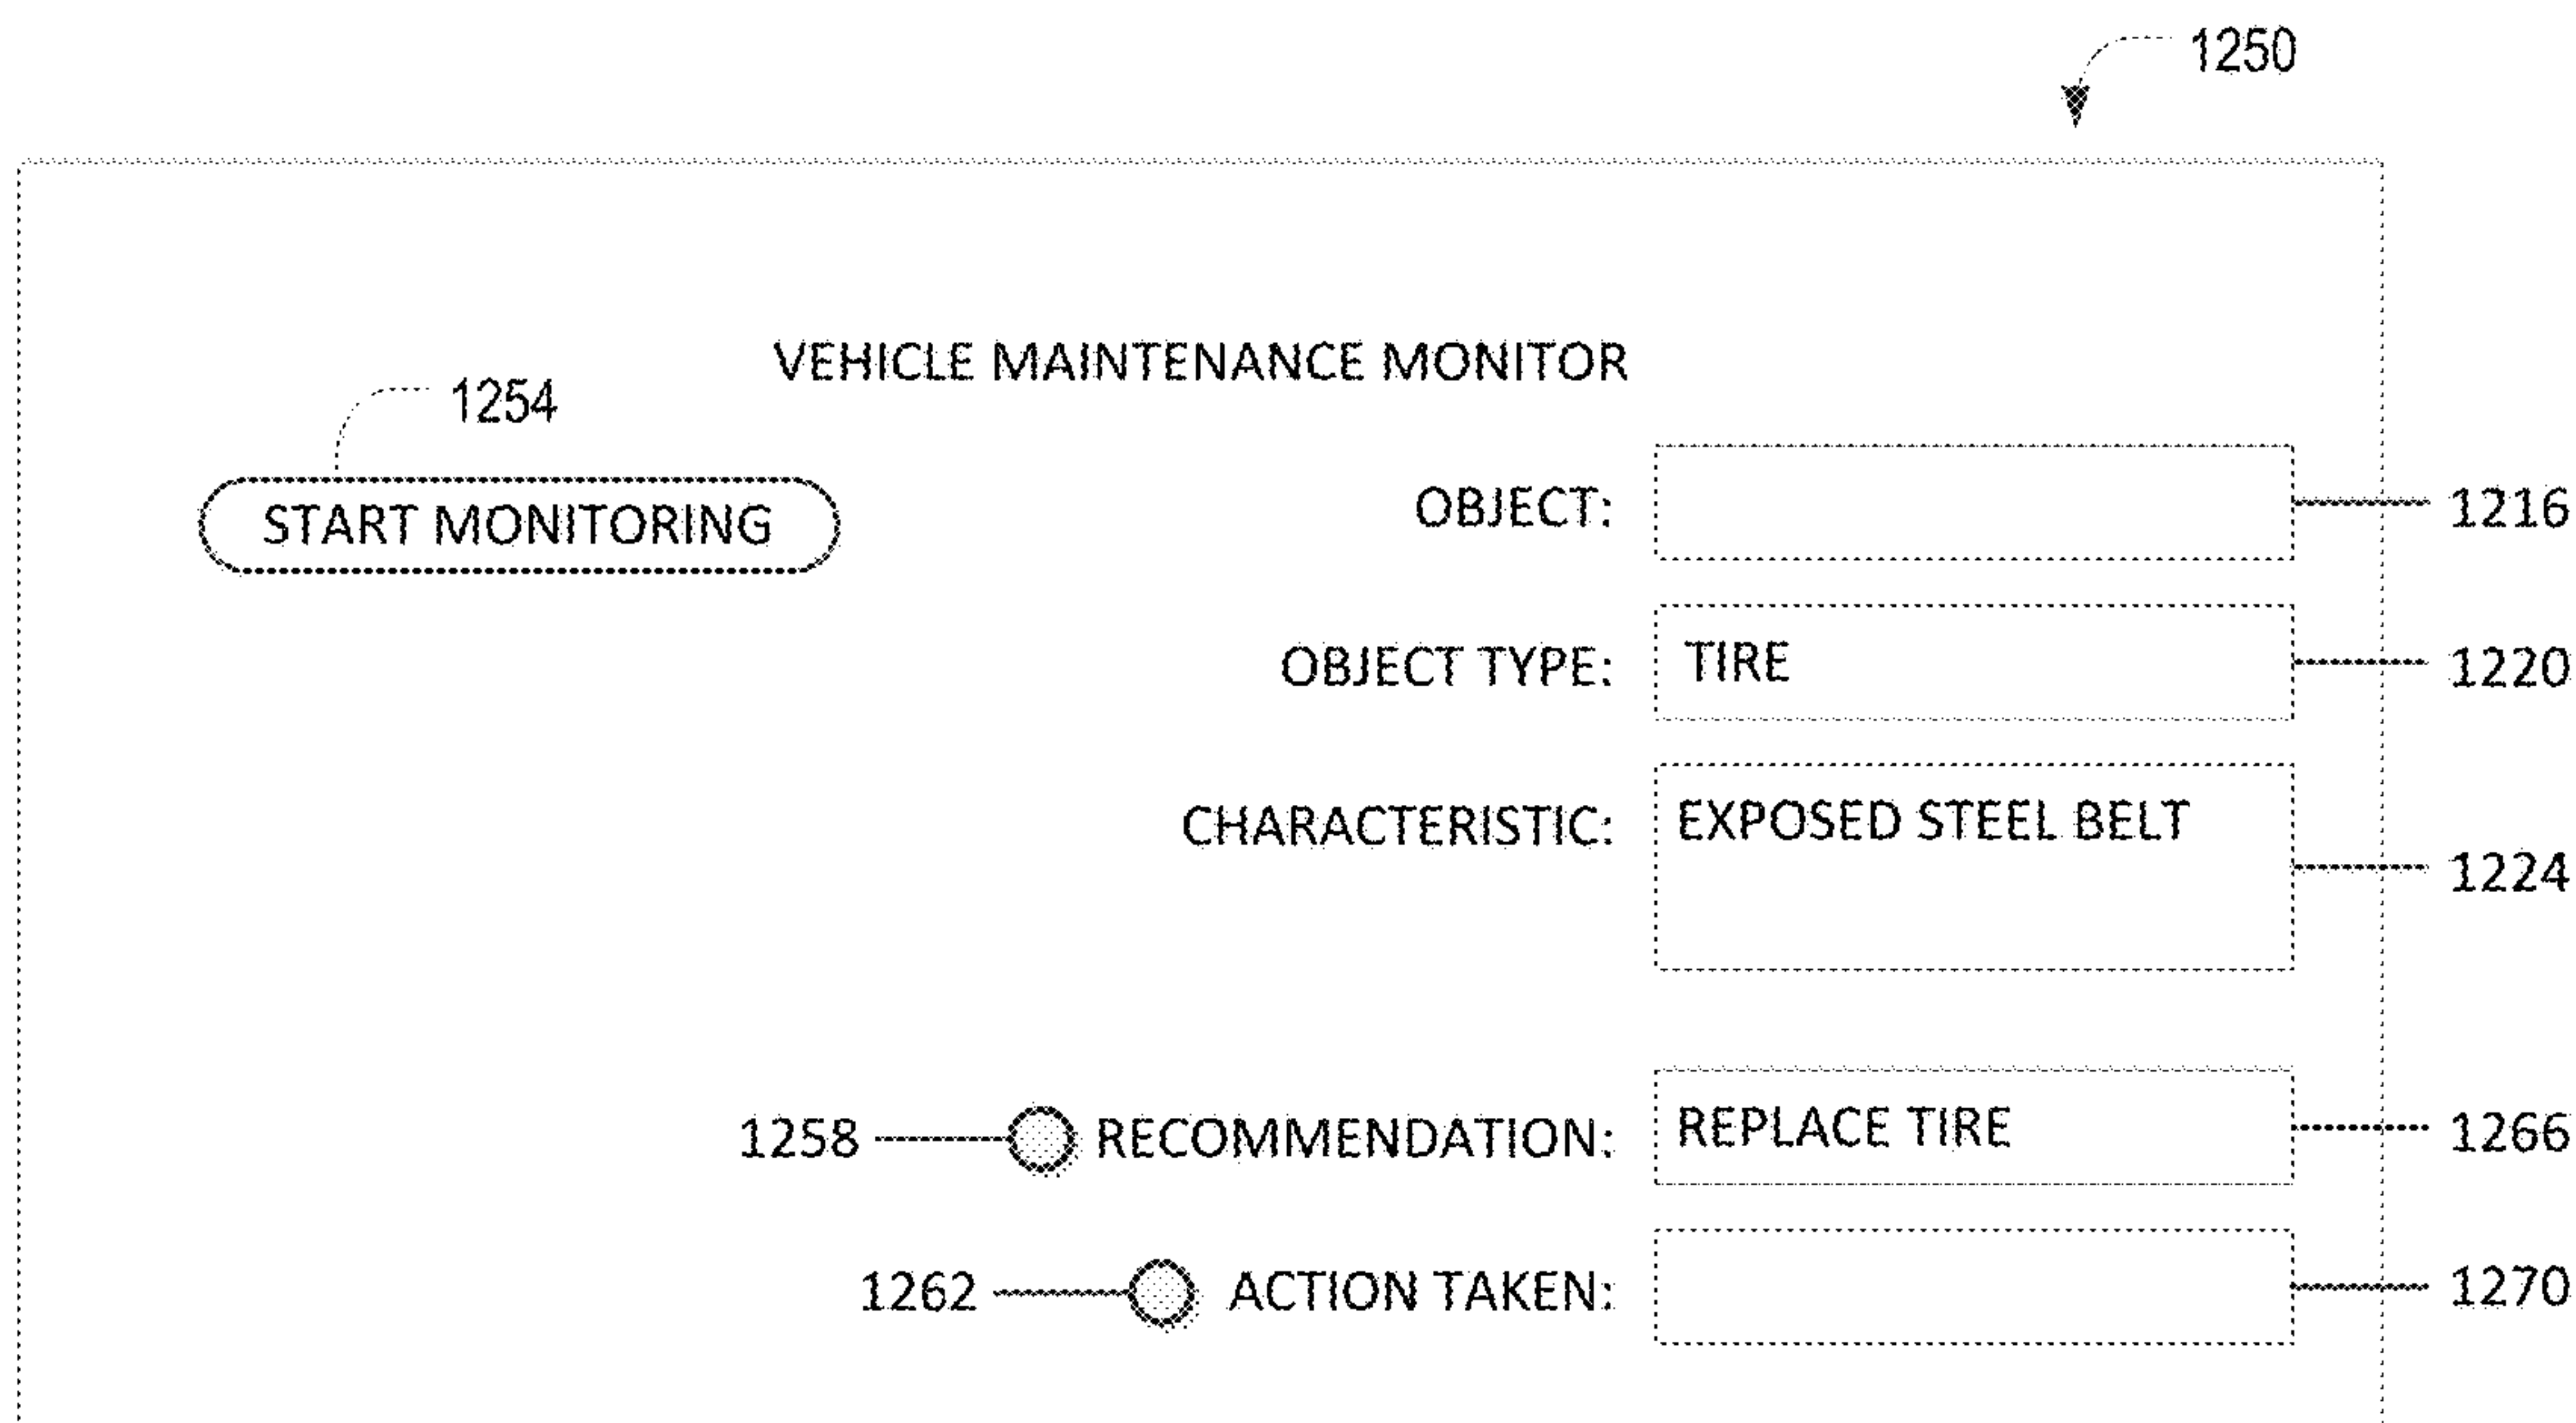 1250
VEHICLE MAINTENANCE MONITOR
1254
START MONITORING
OBJECT:
1216
OBJECT TYPE: TIRE
1220
CHARACTERISTIC: EXPOSED STEEL BELT
1224
1258 RECOMMENDATION: REPLACE TIRE
1266
1262 ACTION TAKEN:
1270